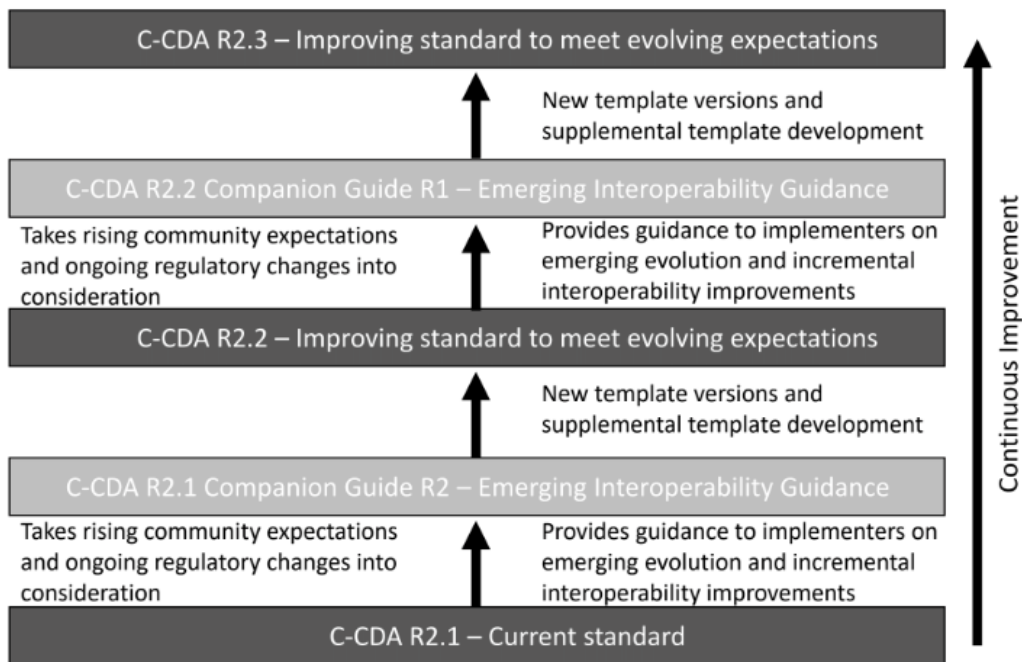 C-CDA R2.3 – Improving standard to meet evolving expectations
New template versions and
supplemental template development
C-CDA R2.2 Companion Guide R1 – Emerging Interoperability Guidance
Takes rising community expectations
and ongoing regulatory changes into
consideration
Provides guidance to implementers on
emerging evolution and incremental
interoperability improvements
C-CDA R2.2 – Improving standard to meet evolving expectations
New template versions and
supplemental template development
C-CDA R2.1 Companion Guide R2 – Emerging Interoperability Guidance
Takes rising community expectations
and ongoing regulatory changes into
consideration
Provides guidance to implementers on
emerging evolution and incremental
interoperability improvements
C-CDA R2.1 – Current standard
Continuous Improvement